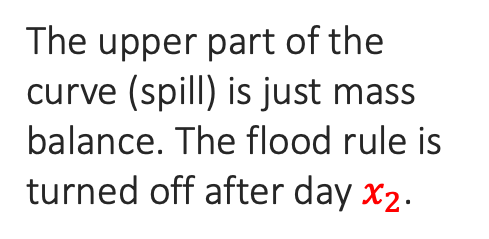 The upper part of the
curve (spill) is just mass
balance. The flood rule is
turned off after day x₂.